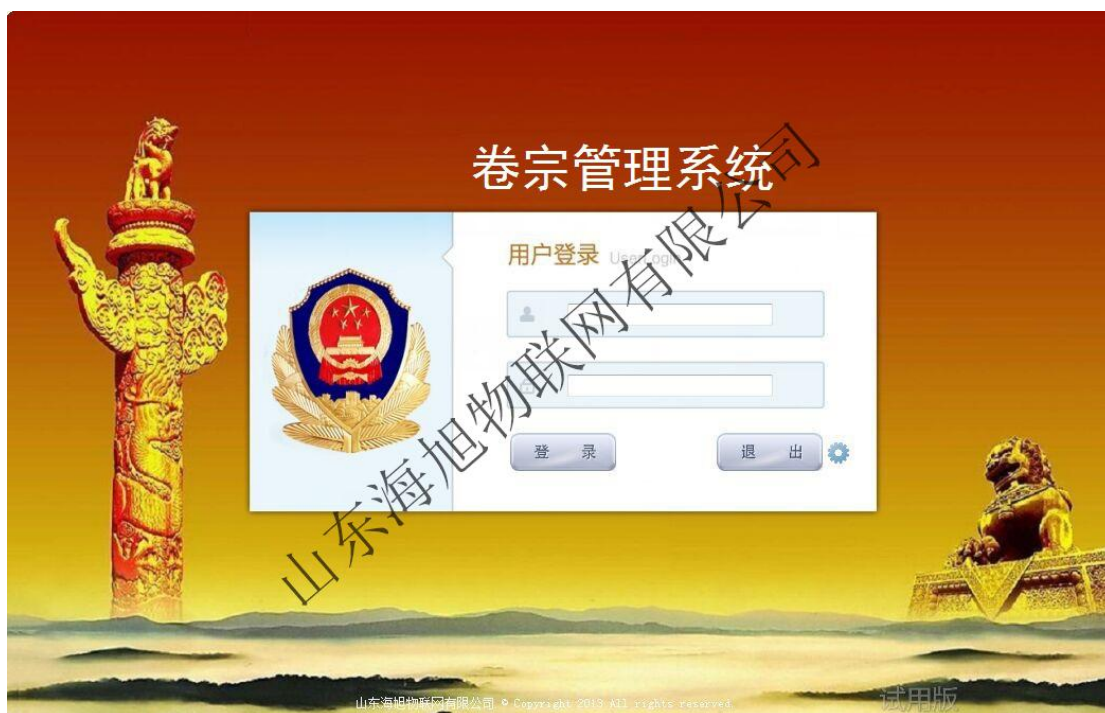 卷宗管理系统
用户登录 UserLogin
登 录
退 出
山东海旭物联网有限公司
山东海旭物联网有限公司 © Copyright 2013 All rights reserved.
试用版